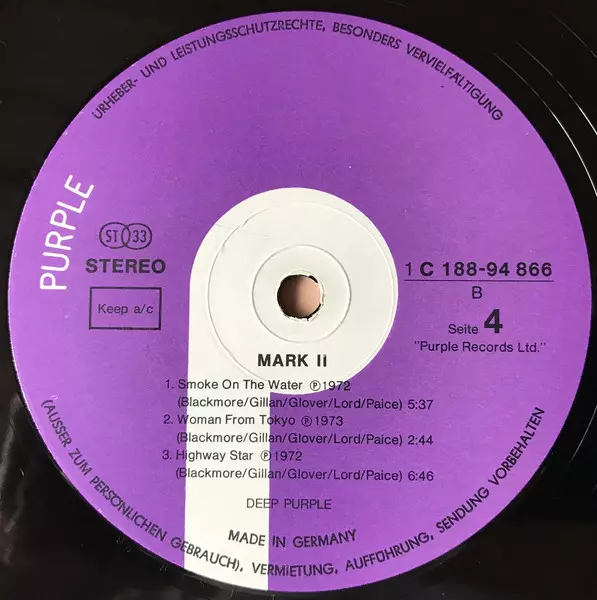 URHEBER- UND LEISTUNGSSCHUTZRECHTE, BESONDERS VERVIELFÄLTIGUNG
PURPLE
ST 33
STEREO
Keep a/c
1 C 188-94 866
B
Seite 4
"Purple Records Ltd."
MARK II
1. Smoke On The Water ℗1972
(Blackmore/Gillan/Glover/Lord/Paice) 5:37
2. Woman From Tokyo ℗1973
(Blackmore/Gillan/Glover/Lord/Paice) 2:44
3. Highway Star ℗1972
(Blackmore/Gillan/Glover/Lord/Paice) 6:46
DEEP PURPLE
MADE IN GERMANY
(AUSSER ZUM PERSÖNLICHEN GEBRAUCH), VERMIETUNG, AUFFÜHRUNG, SENDUNG VORBEHALTEN